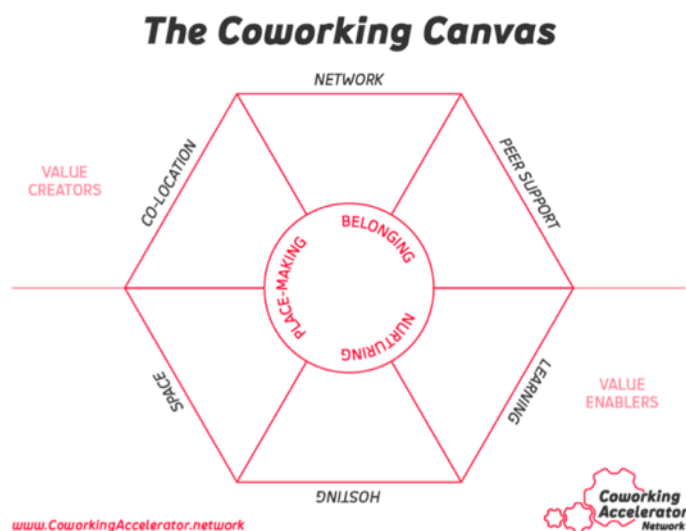 The Coworking Canvas
NETWORK
VALUE
CREATORS
CO-LOCATION
PEER SUPPORT
BELONGING
PLACE-MAKING
NURTURING
SPACE
LEARNING
VALUE
ENABLERS
HOSTING
Coworking
Accelerator
Network
www.CoworkingAccelerator.network